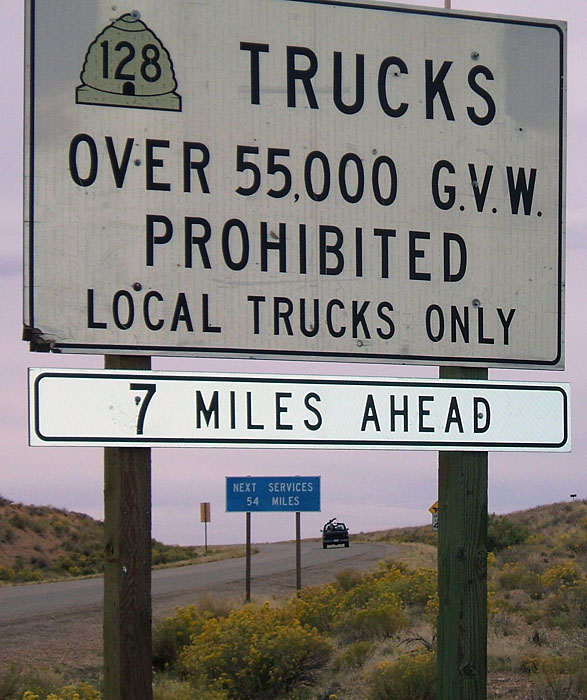 128
TRUCKS
OVER 55,000 G.V.W.
PROHIBITED
LOCAL TRUCKS ONLY
7 MILES AHEAD
NEXT SERVICES
54 MILES